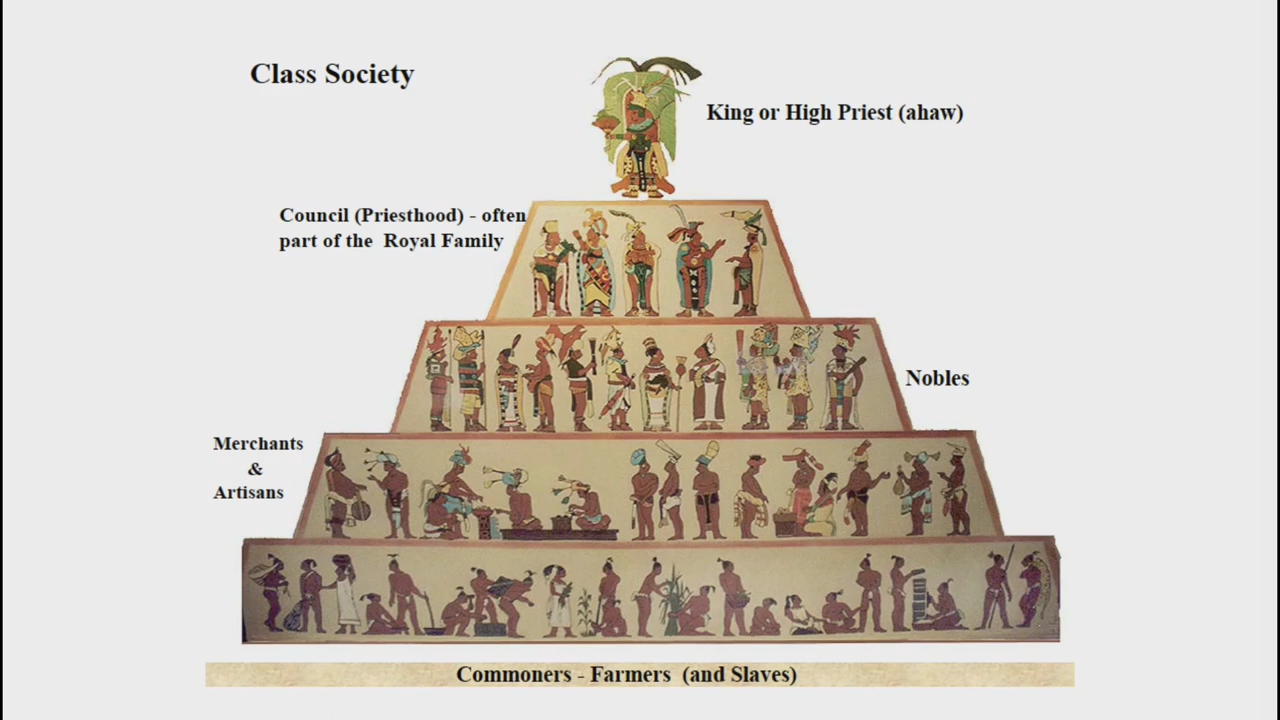 Class Society
King or High Priest (ahaw)
Council (Priesthood) - often
part of the Royal Family
Nobles
Merchants
&
Artisans
Commoners - Farmers (and Slaves)